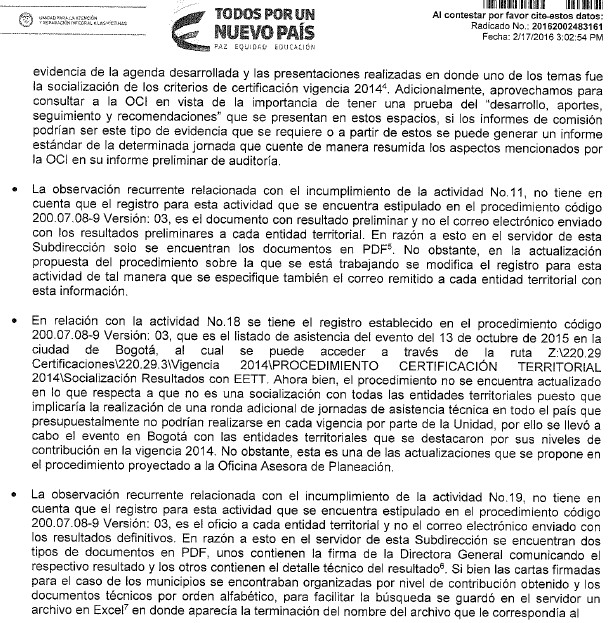 UNIDAD PARA LA ATENCIÓN
Y REPARACIÓN INTEGRAL A LAS VÍCTIMAS
TODOS POR UN
NUEVO PAÍS
PAZ EQUIDAD EDUCACIÓN
Al contestar por favor cite estos datos:
Radicado No.: 20162002483161
Fecha: 2/17/2016 3:02:54 PM
evidencia de la agenda desarrollada y las presentaciones realizadas en donde uno de los temas fue
la socialización de los criterios de certificación vigencia 2014⁴. Adicionalmente, aprovechamos para
consultar a la OCI en vista de la importancia de tener una prueba del "desarrollo, aportes,
seguimiento y recomendaciones" que se presentan en estos espacios, si los informes de comisión
podrían ser este tipo de evidencia que se requiere o a partir de estos se puede generar un informe
estándar de la determinada jornada que cuente de manera resumida los aspectos mencionados por
la OCI en su informe preliminar de auditoría.
• La observación recurrente relacionada con el incumplimiento de la actividad No.11, no tiene en
cuenta que el registro para esta actividad que se encuentra estipulado en el procedimiento código
200.07.08-9 Versión: 03, es el documento con resultado preliminar y no el correo electrónico enviado
con los resultados preliminares a cada entidad territorial. En razón a esto en el servidor de esta
Subdirección solo se encuentran los documentos en PDF⁵. No obstante, en la actualización
propuesta del procedimiento sobre la que se está trabajando se modifica el registro para esta
actividad de tal manera que se especifique también el correo remitido a cada entidad territorial con
esta información.
• En relación con la actividad No.18 se tiene el registro establecido en el procedimiento código
200.07.08-9 Versión: 03, que es el listado de asistencia del evento del 13 de octubre de 2015 en la
ciudad de Bogotá, al cual se puede acceder a través de la ruta Z:\220.29
Certificaciones\220.29.3\Vigencia 2014\PROCEDIMIENTO CERTIFICACIÓN TERRITORIAL
2014\Socialización Resultados con EETT. Ahora bien, el procedimiento no se encuentra actualizado
en lo que respecta a que no es una socialización con todas las entidades territoriales puesto que
implicaría la realización de una ronda adicional de jornadas de asistencia técnica en todo el país que
presupuestalmente no podrían realizarse en cada vigencia por parte de la Unidad, por ello se llevó a
cabo el evento en Bogotá con las entidades territoriales que se destacaron por sus niveles de
contribución en la vigencia 2014. No obstante, esta es una de las actualizaciones que se propone en
el procedimiento proyectado a la Oficina Asesora de Planeación.
• La observación recurrente relacionada con el incumplimiento de la actividad No.19, no tiene en
cuenta que el registro para esta actividad que se encuentra estipulado en el procedimiento código
200.07.08-9 Versión: 03, es el oficio a cada entidad territorial y no el correo electrónico enviado con
los resultados definitivos. En razón a esto en el servidor de esta Subdirección se encuentran dos
tipos de documentos en PDF, unos contienen la firma de la Directora General comunicando el
respectivo resultado y los otros contienen el detalle técnico del resultado⁶. Si bien las cartas firmadas
para el caso de los municipios se encontraban organizadas por nivel de contribución obtenido y los
documentos técnicos por orden alfabético, para facilitar la búsqueda se guardó en el servidor un
archivo en Excel⁷ en donde aparecía la terminación del nombre del archivo que le correspondía al